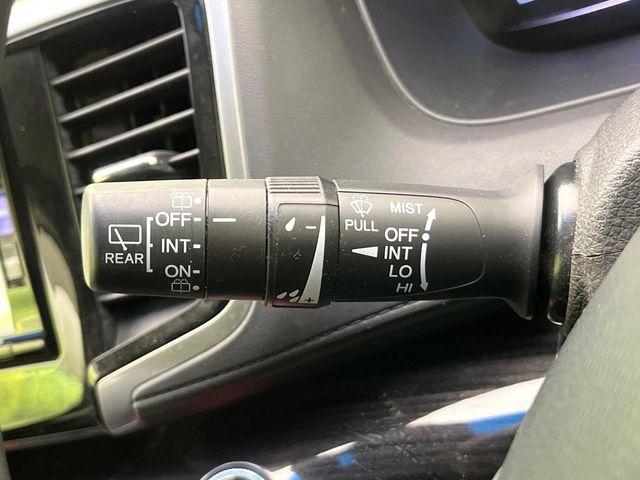 OFF
INT
ON
REAR
PULL
MIST
OFF
INT
LO
HI